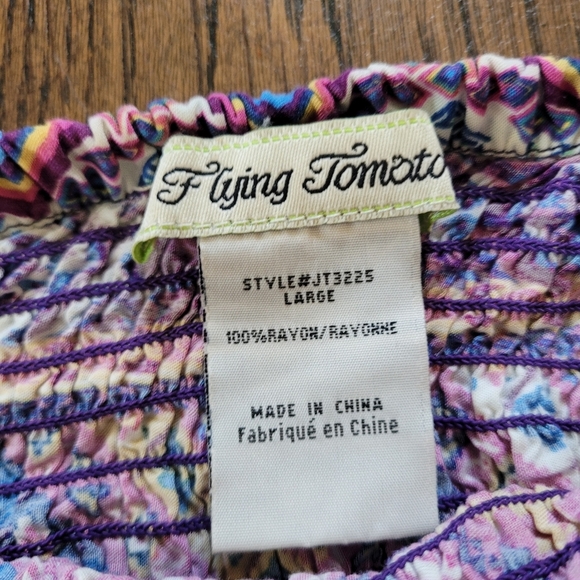 Flying Tomato
STYLE#JT3225
LARGE
100%RAYON/RAYONNE
MADE IN CHINA
Fabriqué en Chine